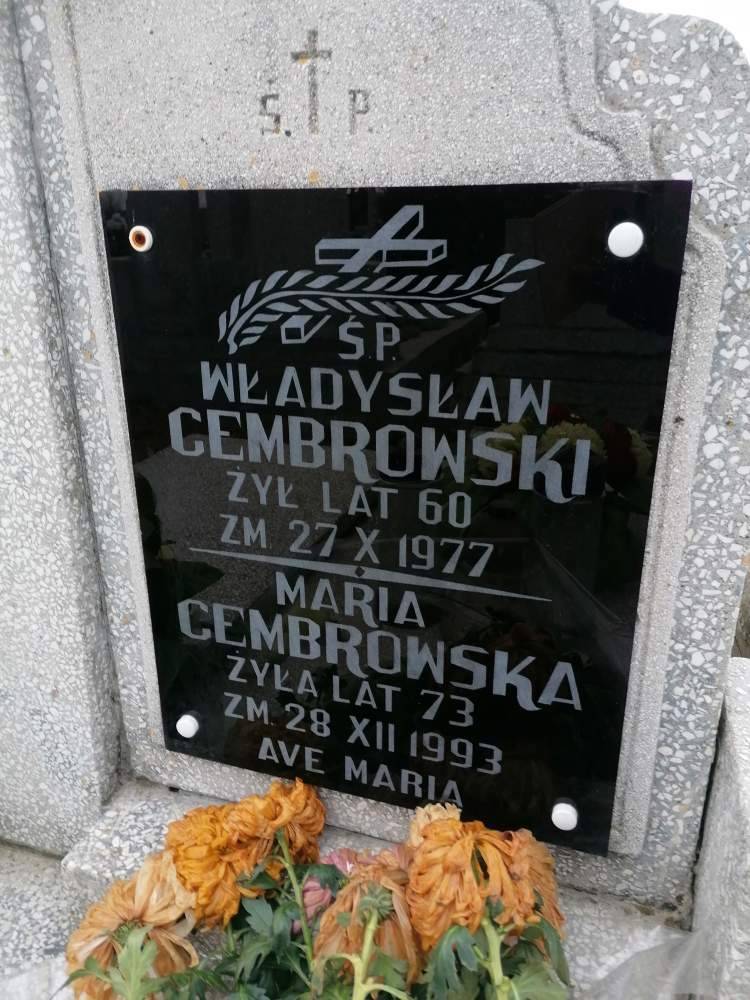 Ś. P.
Ś.P.
WŁADYSŁAW
CEMBROWSKI
ŻYŁ LAT 60
ZM. 27 X 1977
MARIA
CEMBROWSKA
ŻYŁA LAT 73
ZM. 28 XII 1993
AVE MARIA